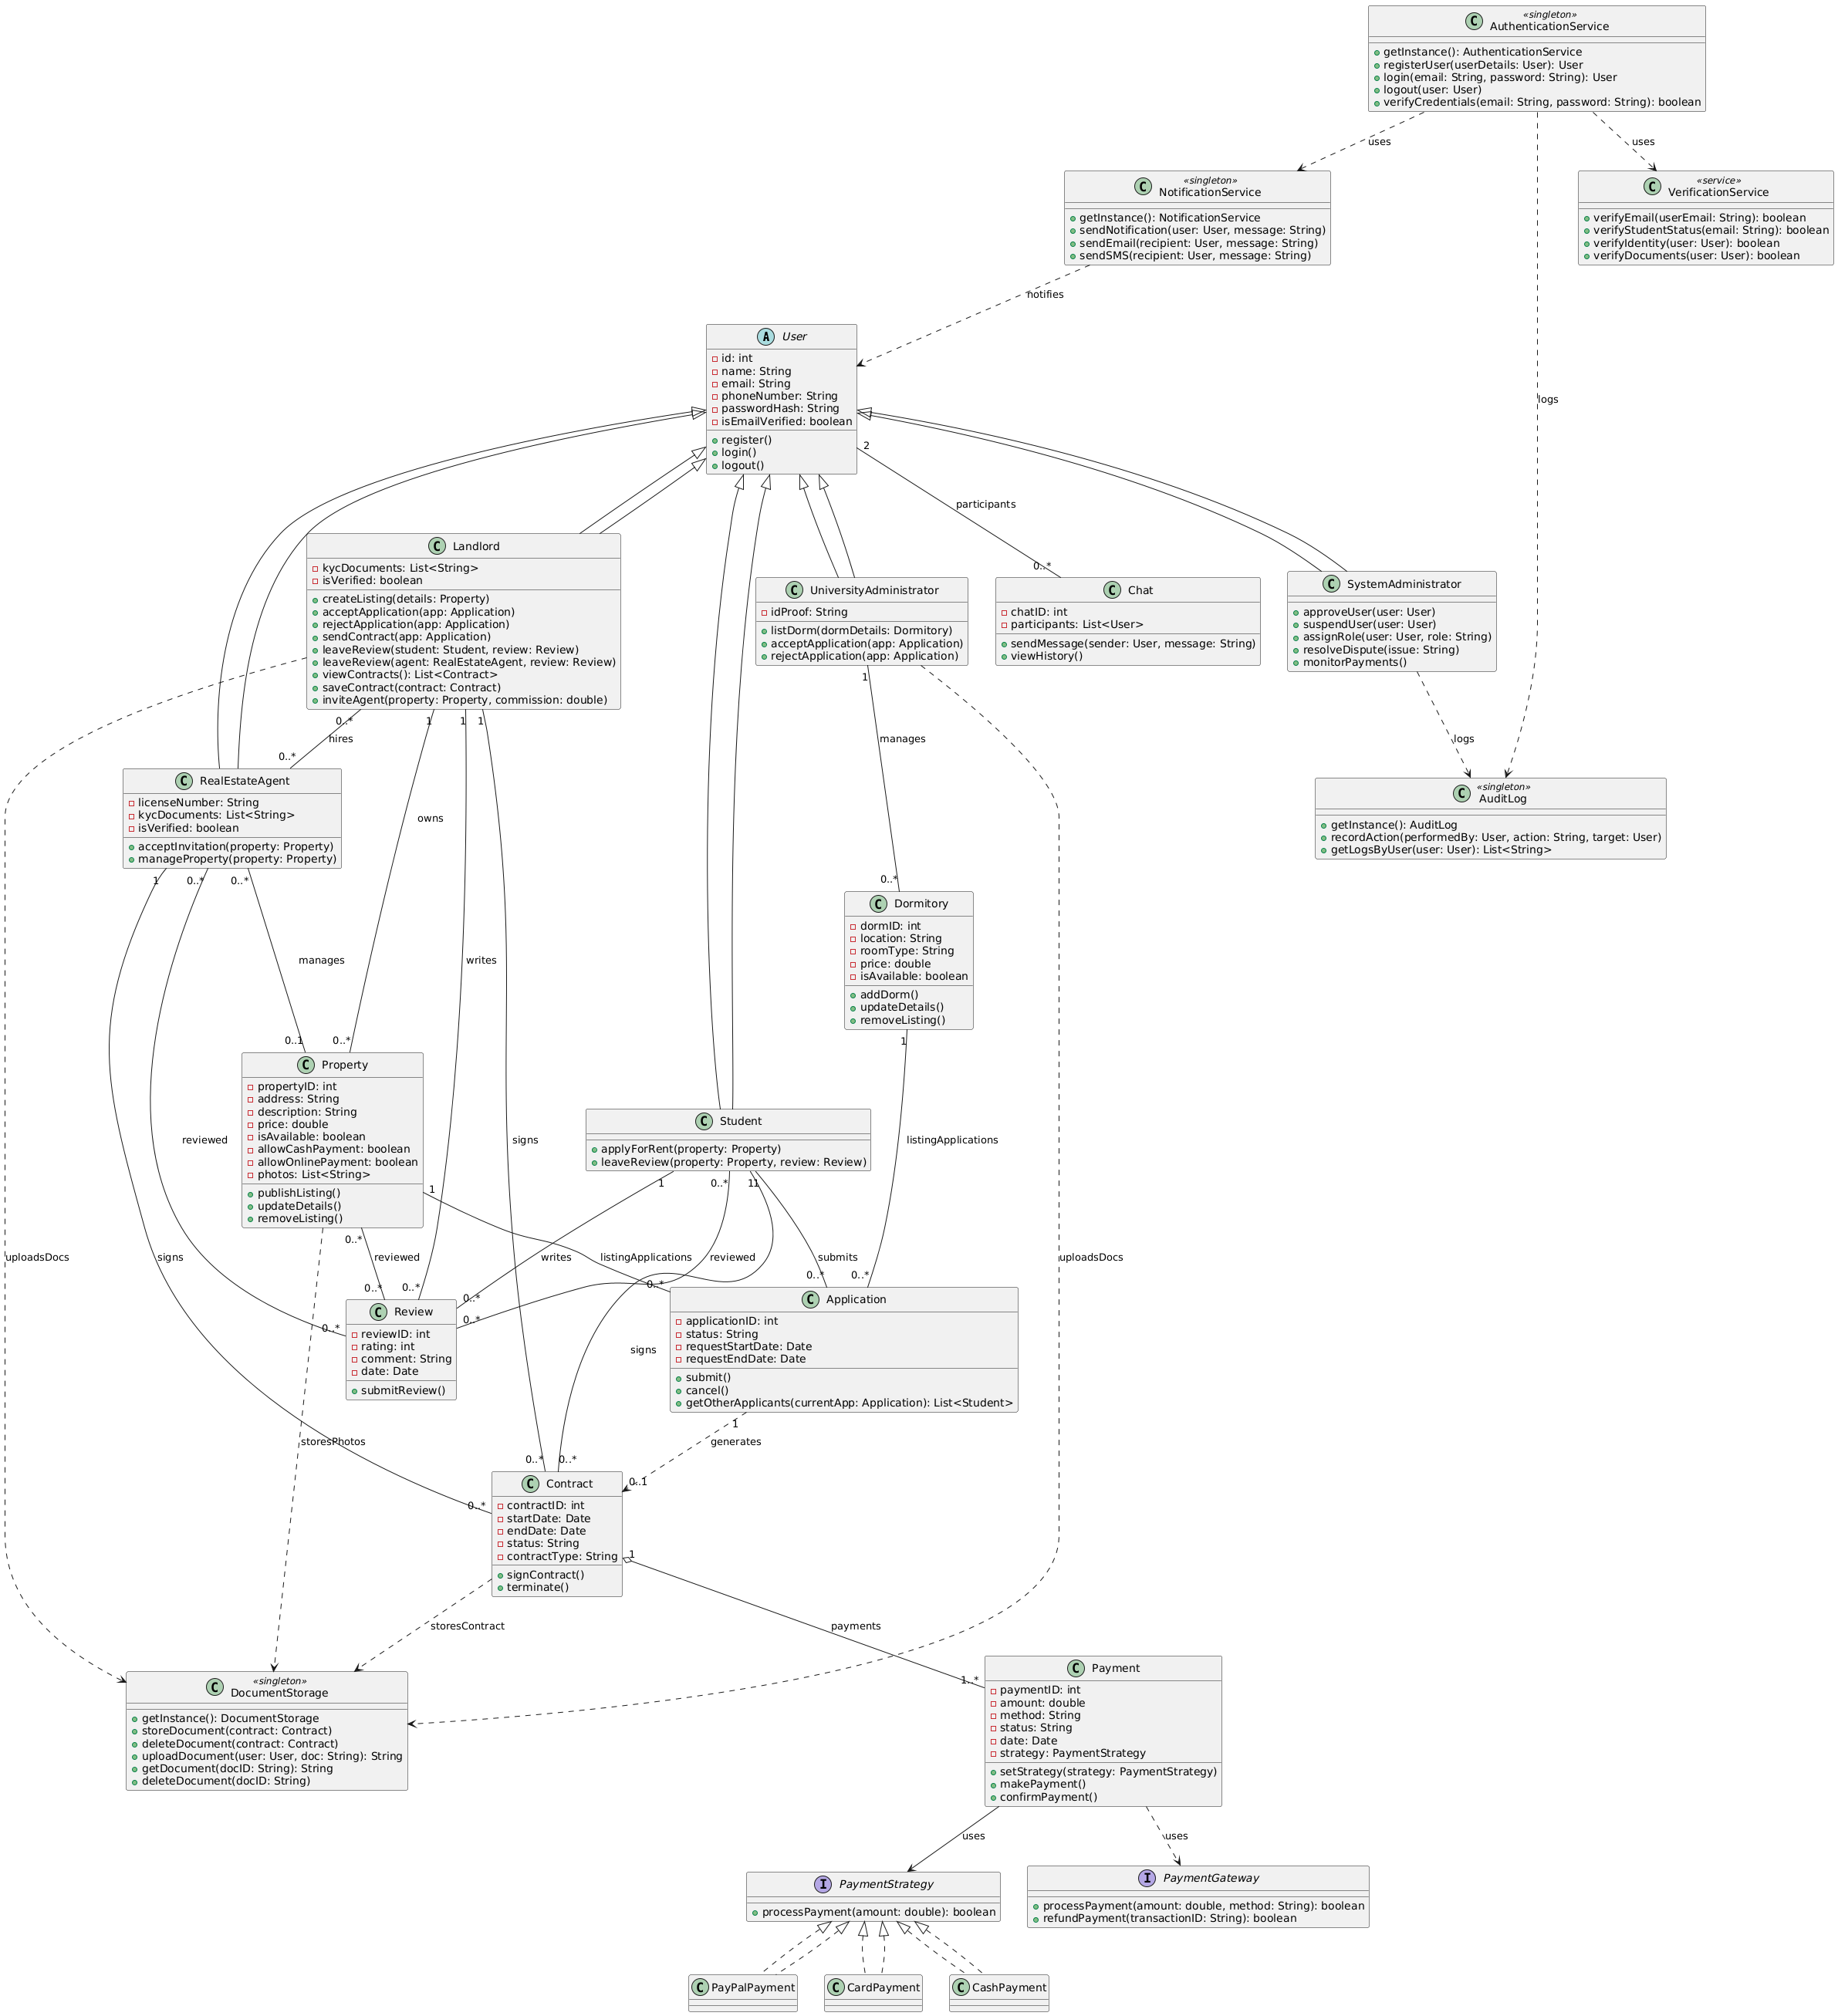 «singleton»
AuthenticationService
getInstance(): AuthenticationService
registerUser(userDetails: User): User
login(email: String, password: String): User
logout(user: User)
verifyCredentials(email: String, password: String): boolean
uses
uses
«singleton»
NotificationService
getInstance(): NotificationService
sendNotification(user: User, message: String)
sendEmail(recipient: User, message: String)
sendSMS(recipient: User, message: String)
«service»
VerificationService
verifyEmail(userEmail: String): boolean
verifyStudentStatus(email: String): boolean
verifyIdentity(user: User): boolean
verifyDocuments(user: User): boolean
notifies
logs
User
id: int
name: String
email: String
phoneNumber: String
passwordHash: String
isEmailVerified: boolean
register()
login()
logout()
2
participants
0..*
Landlord
kycDocuments: List<String>
isVerified: boolean
createListing(details: Property)
acceptApplication(app: Application)
rejectApplication(app: Application)
sendContract(app: Application)
leaveReview(student: Student, review: Review)
leaveReview(agent: RealEstateAgent, review: Review)
viewContracts(): List<Contract>
saveContract(contract: Contract)
inviteAgent(property: Property, commission: double)
UniversityAdministrator
idProof: String
listDorm(dormDetails: Dormitory)
acceptApplication(app: Application)
rejectApplication(app: Application)
Chat
chatID: int
participants: List<User>
sendMessage(sender: User, message: String)
viewHistory()
SystemAdministrator
approveUser(user: User)
suspendUser(user: User)
assignRole(user: User, role: String)
resolveDispute(issue: String)
monitorPayments()
0..*
1
1
1
1
hires
manages
logs
0..*
RealEstateAgent
licenseNumber: String
kycDocuments: List<String>
isVerified: boolean
acceptInvitation(property: Property)
manageProperty(property: Property)
owns
«singleton»
AuditLog
getInstance(): AuditLog
recordAction(performedBy: User, action: String, target: User)
getLogsByUser(user: User): List<String>
1
0..*
0..*
0..*
Dormitory
dormID: int
location: String
roomType: String
price: double
isAvailable: boolean
addDorm()
updateDetails()
removeListing()
manages
writes
0..1
0..*
1
Property
propertyID: int
address: String
description: String
price: double
isAvailable: boolean
allowCashPayment: boolean
allowOnlinePayment: boolean
photos: List<String>
publishListing()
updateDetails()
removeListing()
Student
applyForRent(property: Property)
leaveReview(property: Property, review: Review)
reviewed
signs
listingApplications
1
1
0..*
1
1
0..*
uploadsDocs
signs
reviewed
writes
listingApplications
reviewed
submits
uploadsDocs
0..*
0..*
0..*
0..*
0..*
0..*
0..*
0..*
Review
reviewID: int
rating: int
comment: String
date: Date
submitReview()
Application
applicationID: int
status: String
requestStartDate: Date
requestEndDate: Date
submit()
cancel()
getOtherApplicants(currentApp: Application): List<Student>
signs
1
storesPhotos
generates
0..*
0..*
0..1
0..*
Contract
contractID: int
startDate: Date
endDate: Date
status: String
contractType: String
signContract()
terminate()
1
storesContract
payments
1..*
«singleton»
DocumentStorage
getInstance(): DocumentStorage
storeDocument(contract: Contract)
deleteDocument(contract: Contract)
uploadDocument(user: User, doc: String): String
getDocument(docID: String): String
deleteDocument(docID: String)
Payment
paymentID: int
amount: double
method: String
status: String
date: Date
strategy: PaymentStrategy
setStrategy(strategy: PaymentStrategy)
makePayment()
confirmPayment()
uses
uses
PaymentStrategy
processPayment(amount: double): boolean
PaymentGateway
processPayment(amount: double, method: String): boolean
refundPayment(transactionID: String): boolean
PayPalPayment
CardPayment
CashPayment